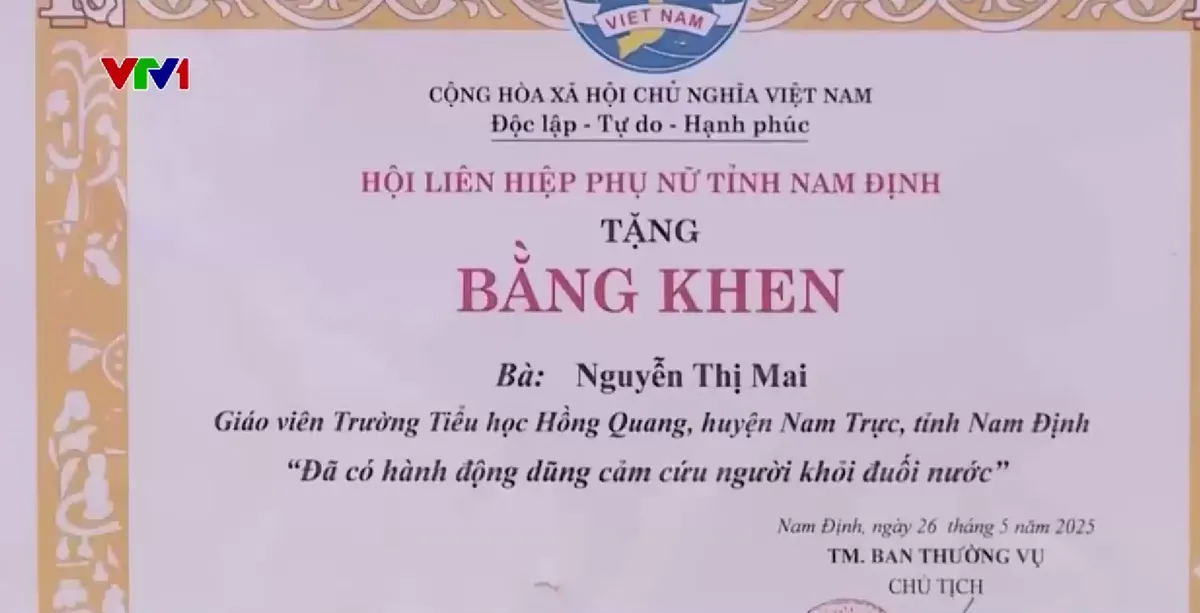 VIỆT NAM
VTV1
CỘNG HÒA XÃ HỘI CHỦ NGHĨA VIỆT NAM
Độc lập - Tự do - Hạnh phúc
HỘI LIÊN HIỆP PHỤ NỮ TỈNH NAM ĐỊNH
TẶNG
BẰNG KHEN
Bà: Nguyễn Thị Mai
Giáo viên Trường Tiểu học Hồng Quang, huyện Nam Trực, tỉnh Nam Định
“Đã có hành động dũng cảm cứu người khỏi đuối nước”
Nam Định, ngày 26 tháng 5 năm 2025
TM. BAN THƯỜNG VỤ
CHỦ TỊCH